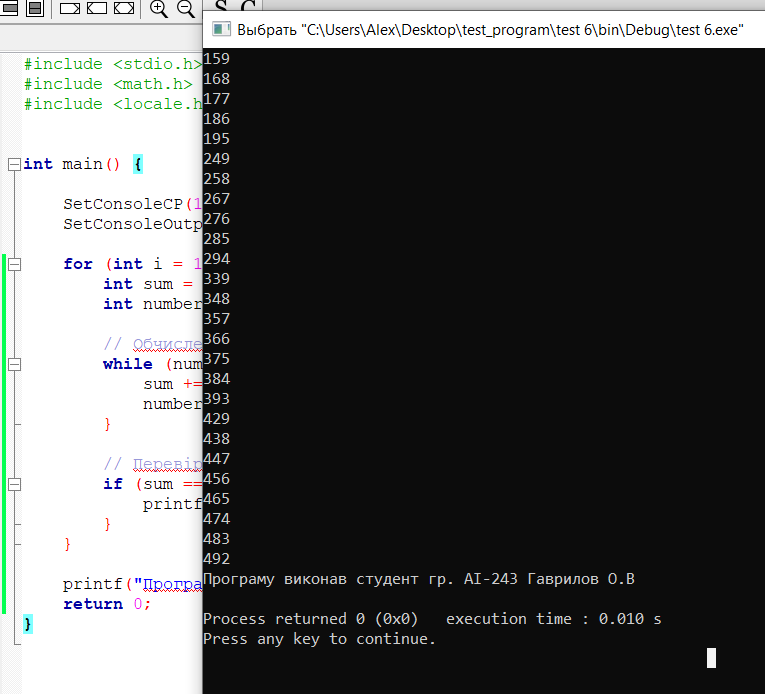 Выбрать "C:\Users\Alex\Desktop\test_program\test 6\bin\Debug\test 6.exe"
#include <stdio.h>
#include <math.h>
#include <locale.h
int main() {
SetConsoleCP(1
SetConsoleOutp
for (int i = 1
int sum =
int number
// Обчисле
while (num
sum +=
number
}
// Перевір
if (sum ==
printf
}
}
printf("Програ
return 0;
}
159
168
177
186
195
249
258
267
276
285
294
339
348
357
366
375
384
393
429
438
447
456
465
474
483
492
Програму виконав студент гр. АІ-243 Гаврилов О.В
Process returned 0 (0x0)   execution time : 0.010 s
Press any key to continue.